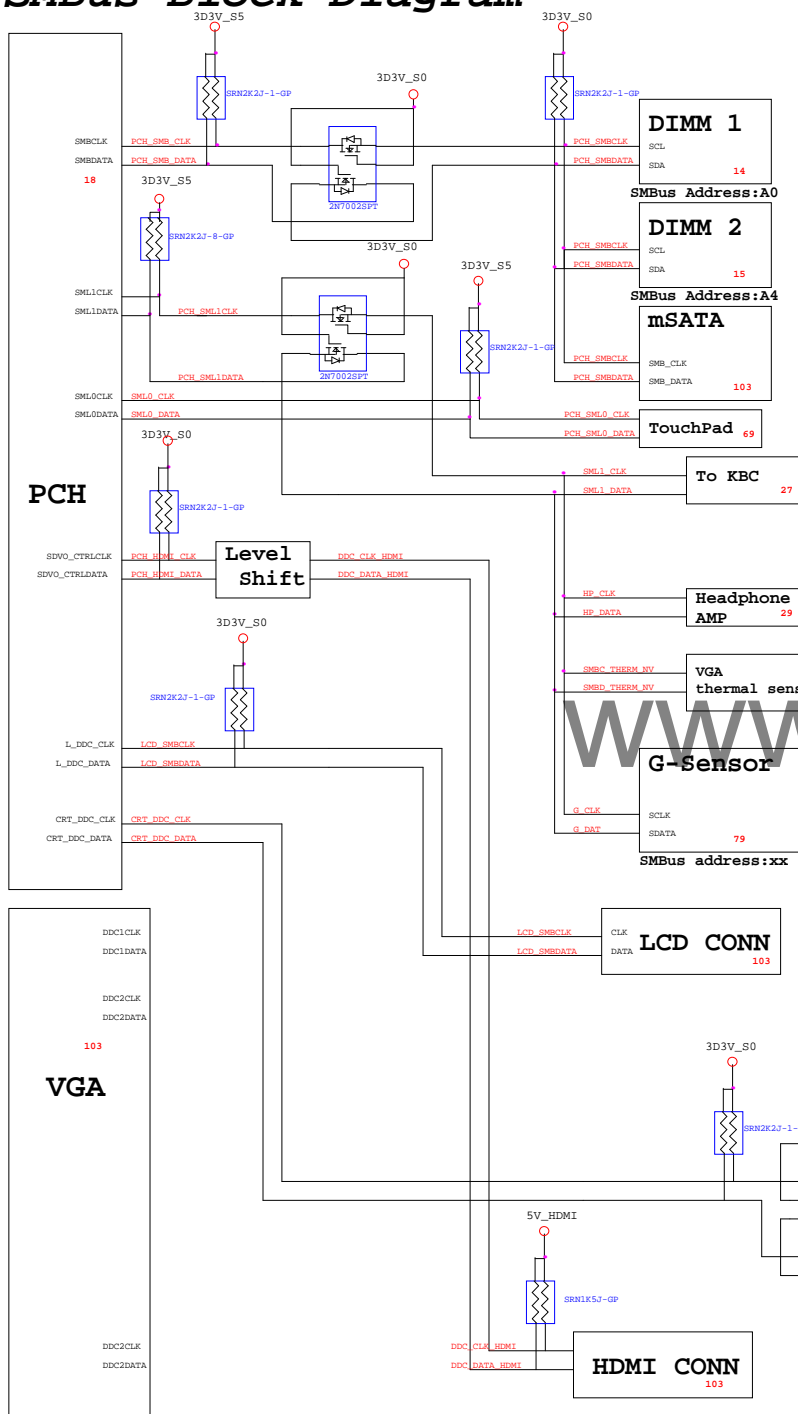 SMBus Block Diagram
3D3V_S5
3D3V_S0
SRN2K2J-1-GP
3D3V_S0
SRN2K2J-1-GP
DIMM 1
SMBCLK
PCH_SMB_CLK
PCH_SMBCLK
SCL
SMBDATA
PCH_SMB_DATA
PCH_SMBDATA
SDA
18
14
3D3V_S5
2N7002SPT
SMBus Address:A0
SRN2K2J-8-GP
3D3V_S0
DIMM 2
PCH_SMBCLK
SCL
3D3V_S5
PCH_SMBDATA
SDA
15
SML1CLK
SML1DATA
PCH_SML1CLK
SMBus Address:A4
mSATA
SRN2K2J-1-GP
PCH_SMBCLK
SMB_CLK
PCH_SML1DATA
2N7002SPT
PCH_SMBDATA
SMB_DATA
103
SML0CLK
SML0_CLK
SML0DATA
SML0_DATA
PCH_SML0_CLK
PCH_SML0_DATA
TouchPad
69
3D3V_S0
SML1_CLK
SML1_DATA
To KBC
27
PCH
SRN2K2J-1-GP
SDVO_CTRLCLK
PCH_HDMI_CLK
Level
Shift
DDC_CLK_HDMI
SDVO_CTRLDATA
PCH_HDMI_DATA
DDC_DATA_HDMI
HP_CLK
HP_DATA
Headphone
AMP
29
3D3V_S0
SMBC_THERM_NV
SMBD_THERM_NV
VGA
thermal sens
SRN2K2J-1-GP
WWW
L_DDC_CLK
LCD_SMBCLK
L_DDC_DATA
LCD_SMBDATA
G-Sensor
G_CLK
SCLK
G_DAT
SDATA
79
CRT_DDC_CLK
CRT_DDC_CLK
CRT_DDC_DATA
CRT_DDC_DATA
SMBus address:xx
DDC1CLK
DDC1DATA
LCD_SMBCLK
CLK
LCD_SMBDATA
DATA
LCD CONN
103
DDC2CLK
DDC2DATA
103
VGA
3D3V_S0
SRN2K2J-1-
5V_HDMI
SRN1K5J-GP
DDC2CLK
DDC2DATA
DDC_CLK_HDMI
DDC_DATA_HDMI
HDMI CONN
103